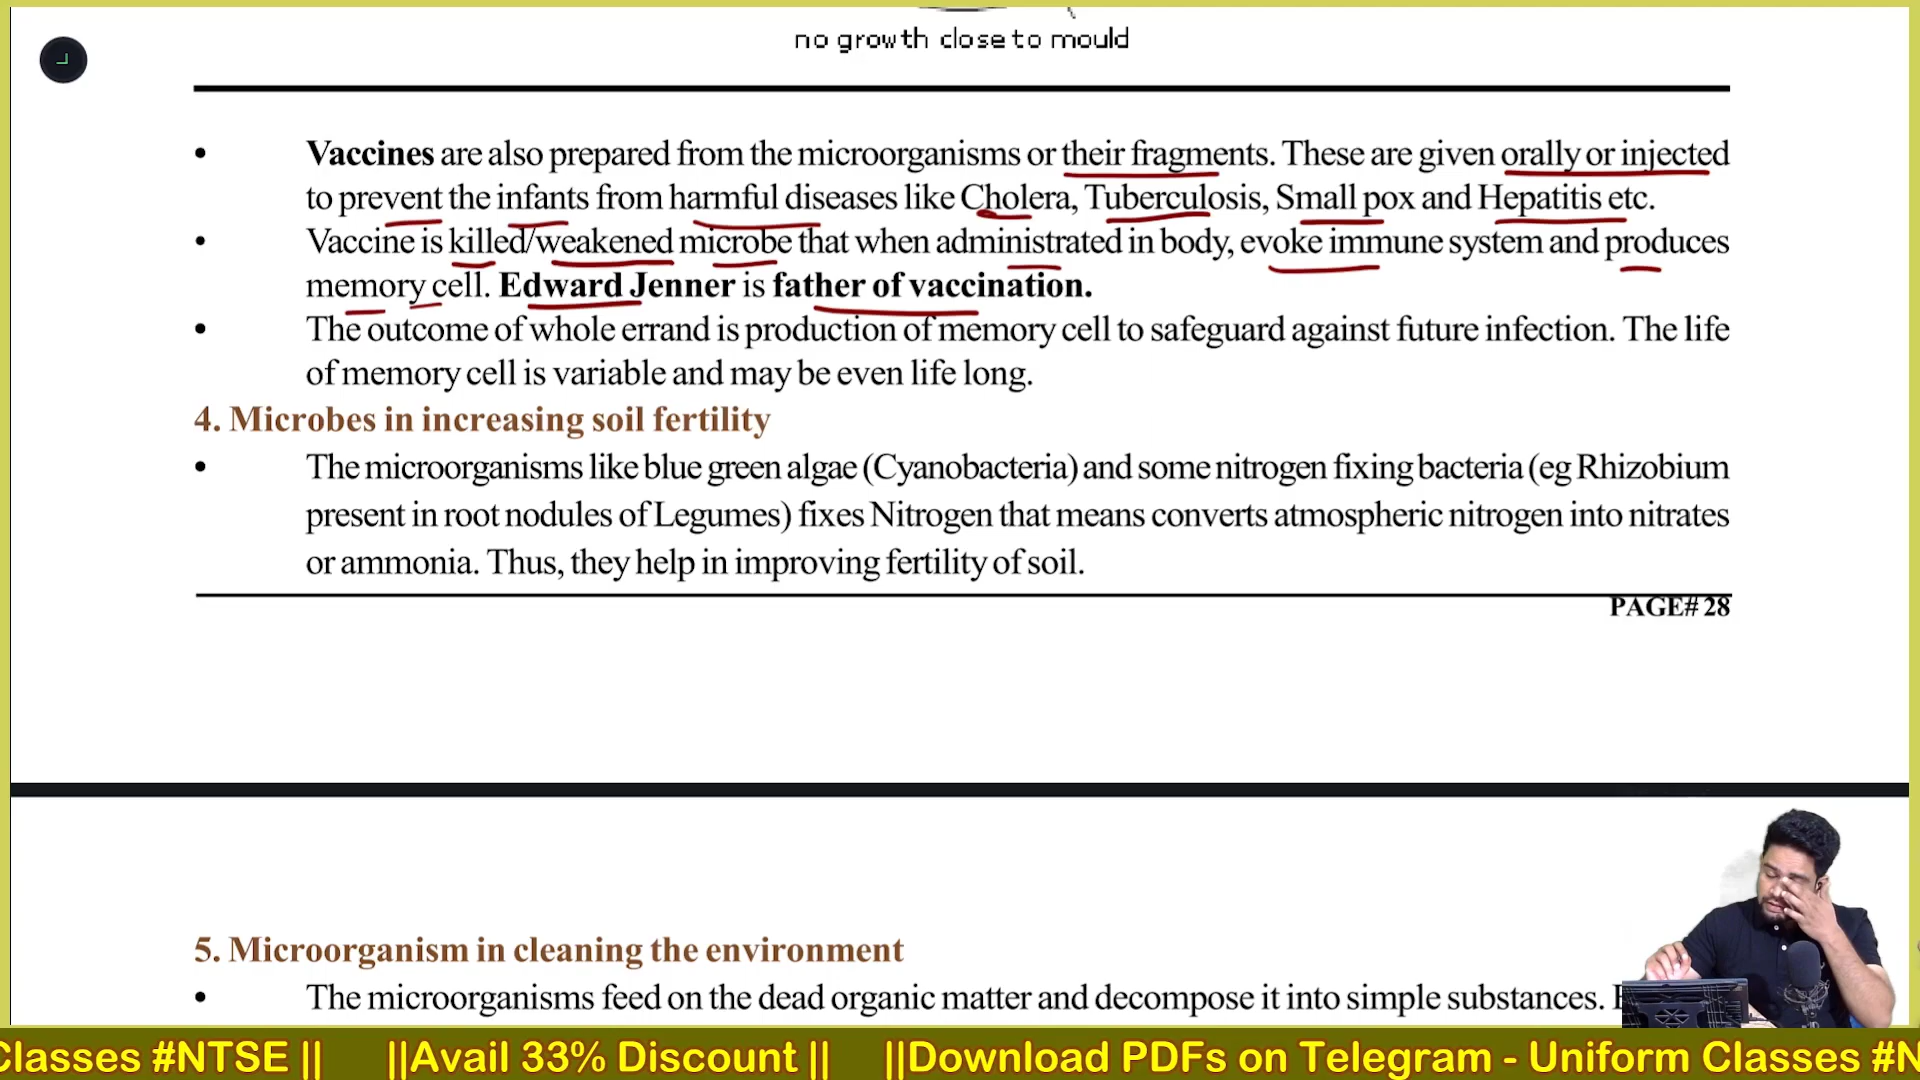 no growth close to mould
• Vaccines are also prepared from the microorganisms or their fragments. These are given orally or injected
to prevent the infants from harmful diseases like Cholera, Tuberculosis, Small pox and Hepatitis etc.
• Vaccine is killed/weakened microbe that when administrated in body, evoke immune system and produces
memory cell. Edward Jenner is father of vaccination.
• The outcome of whole errand is production of memory cell to safeguard against future infection. The life
of memory cell is variable and may be even life long.
4. Microbes in increasing soil fertility
• The microorganisms like blue green algae (Cyanobacteria) and some nitrogen fixing bacteria (eg Rhizobium
present in root nodules of Legumes) fixes Nitrogen that means converts atmospheric nitrogen into nitrates
or ammonia. Thus, they help in improving fertility of soil.
PAGE# 28
5. Microorganism in cleaning the environment
• The microorganisms feed on the dead organic matter and decompose it into simple substances.
Classes #NTSE || ||Avail 33% Discount || ||Download PDFs on Telegram - Uniform Classes #N